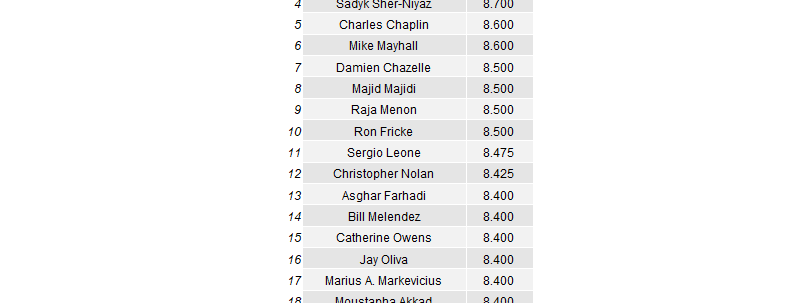 4 Sadyk Sher-Niyaz 8.700
5 Charles Chaplin 8.600
6 Mike Mayhall 8.600
7 Damien Chazelle 8.500
8 Majid Majidi 8.500
9 Raja Menon 8.500
10 Ron Fricke 8.500
11 Sergio Leone 8.475
12 Christopher Nolan 8.425
13 Asghar Farhadi 8.400
14 Bill Melendez 8.400
15 Catherine Owens 8.400
16 Jay Oliva 8.400
17 Marius A. Markevicius 8.400
18 Moustapha Akkad 8.400